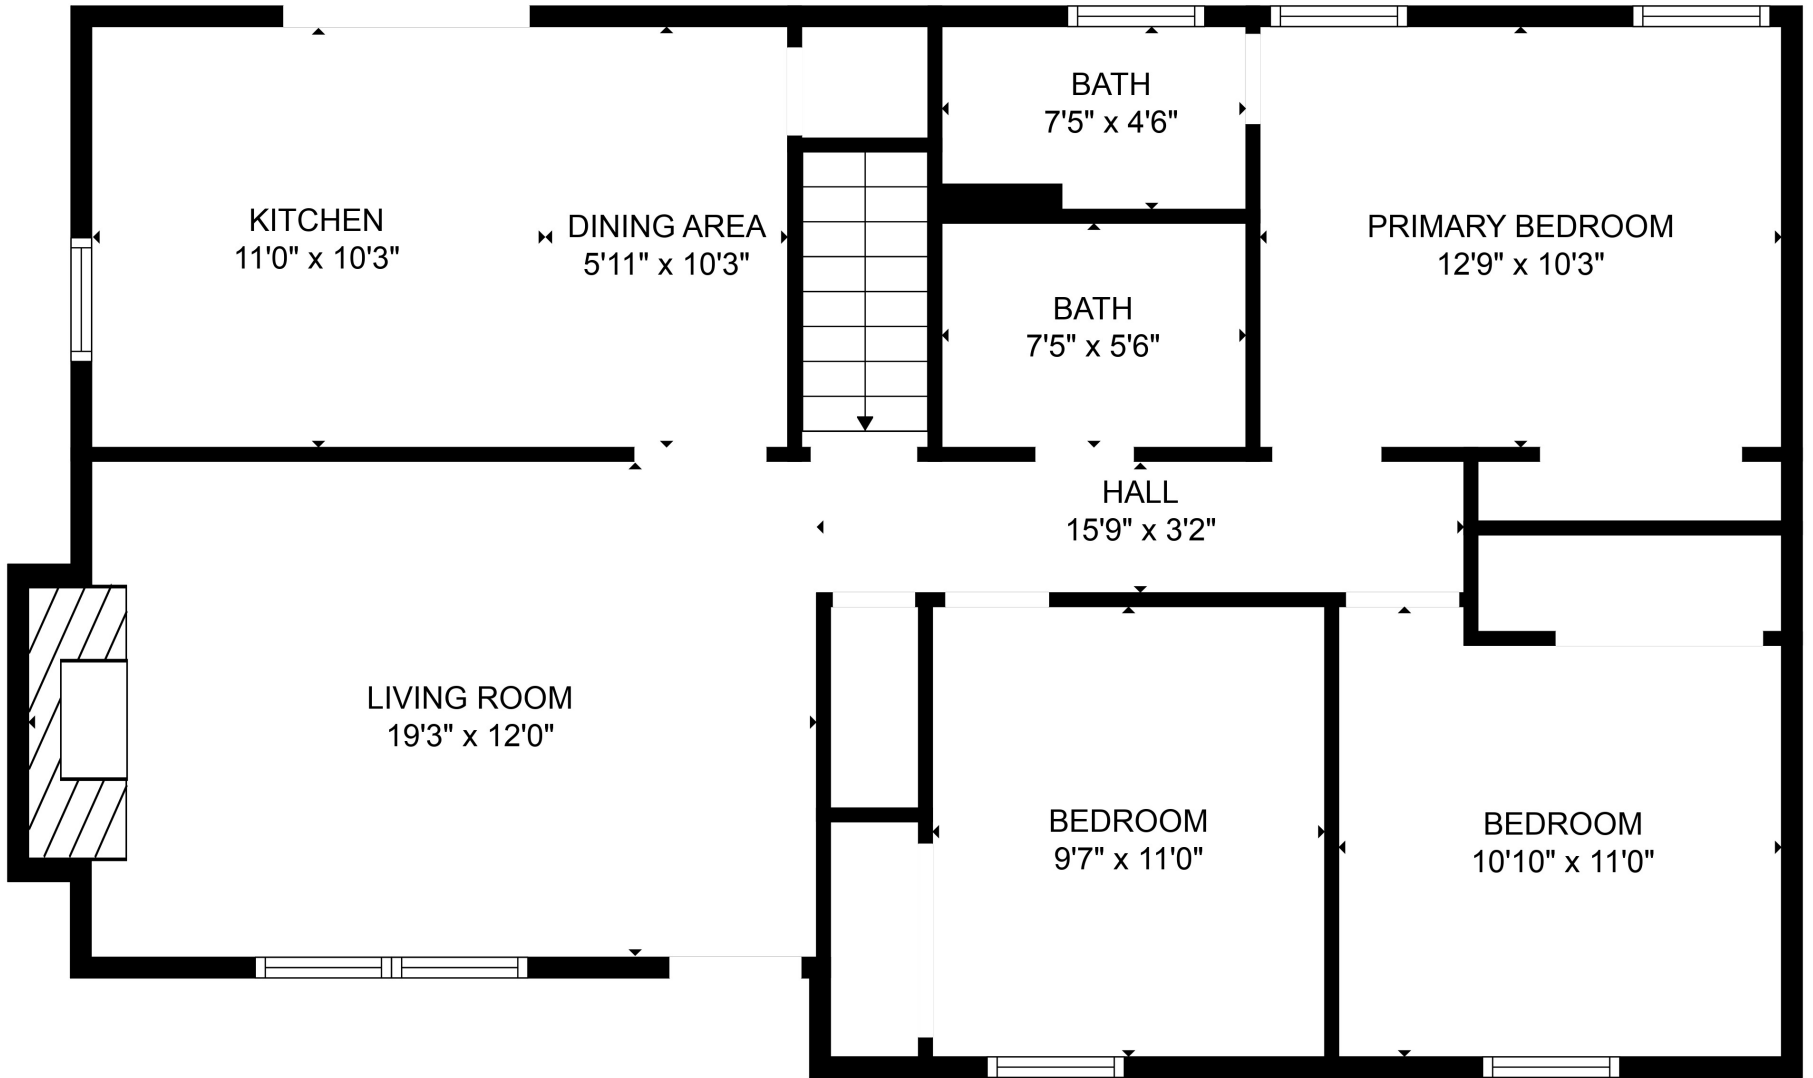 BATH
7'5" x 4'6"
KITCHEN
11'0" x 10'3"
DINING AREA
5'11" x 10'3"
PRIMARY BEDROOM
12'9" x 10'3"
BATH
7'5" x 5'6"
HALL
15'9" x 3'2"
LIVING ROOM
19'3" x 12'0"
BEDROOM
9'7" x 11'0"
BEDROOM
10'10" x 11'0"